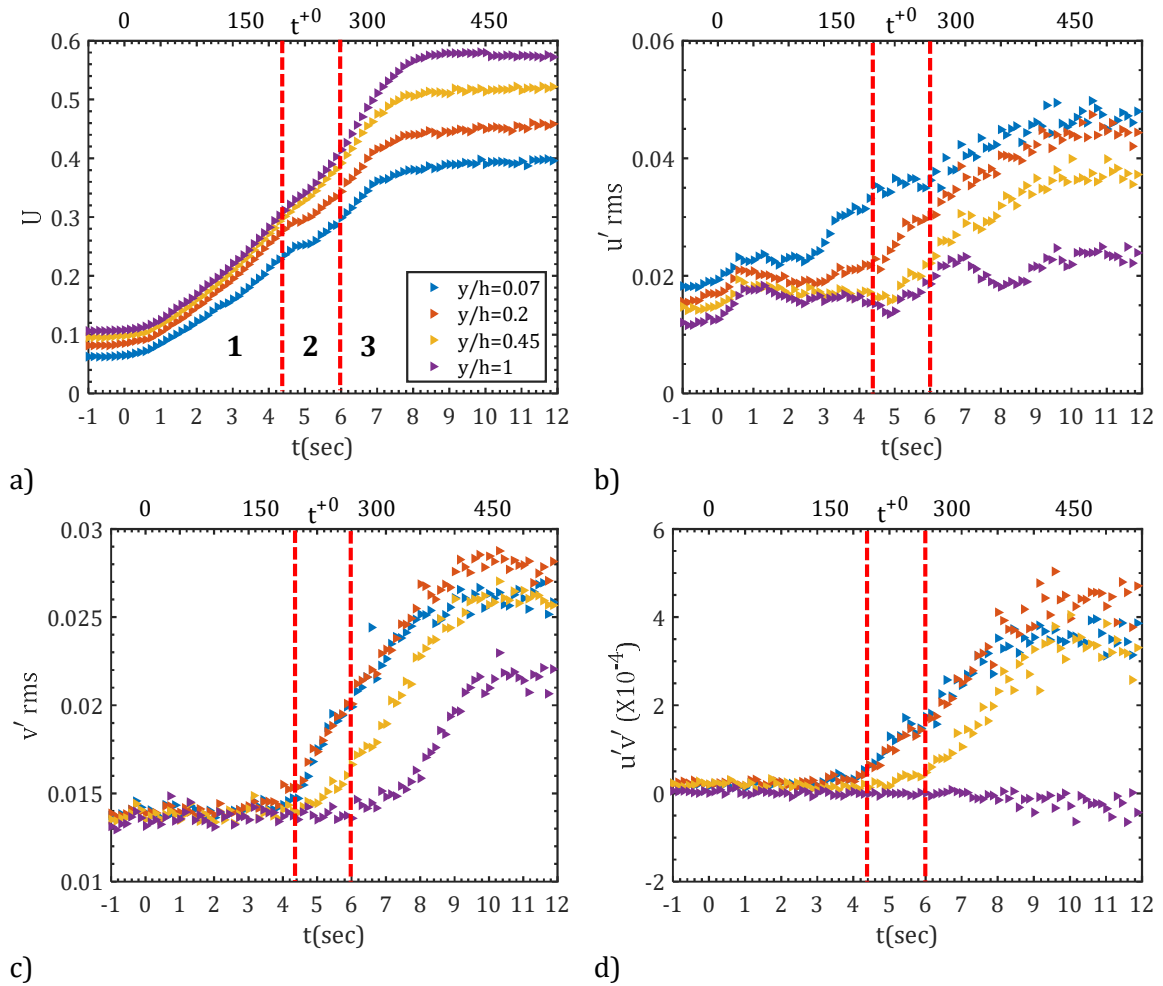 0 150 t+0 300 450
0 150 t+0 300 450
0.6
0.5
0.4
0.3
0.2
0.1
0
U
1 2 3
y/h=0.07
y/h=0.2
y/h=0.45
y/h=1
-1 0 1 2 3 4 5 6 7 8 9 10 11 12
t(sec)
a)
0.06
0.04
0.02
0
u' rms
-1 0 1 2 3 4 5 6 7 8 9 10 11 12
t(sec)
b)
0 150 t+0 300 450
0 150 t+0 300 450
0.03
0.025
0.02
0.015
0.01
v' rms
-1 0 1 2 3 4 5 6 7 8 9 10 11 12
t(sec)
c)
6
4
2
0
-2
u'v' (X10-4)
-1 0 1 2 3 4 5 6 7 8 9 10 11 12
t(sec)
d)